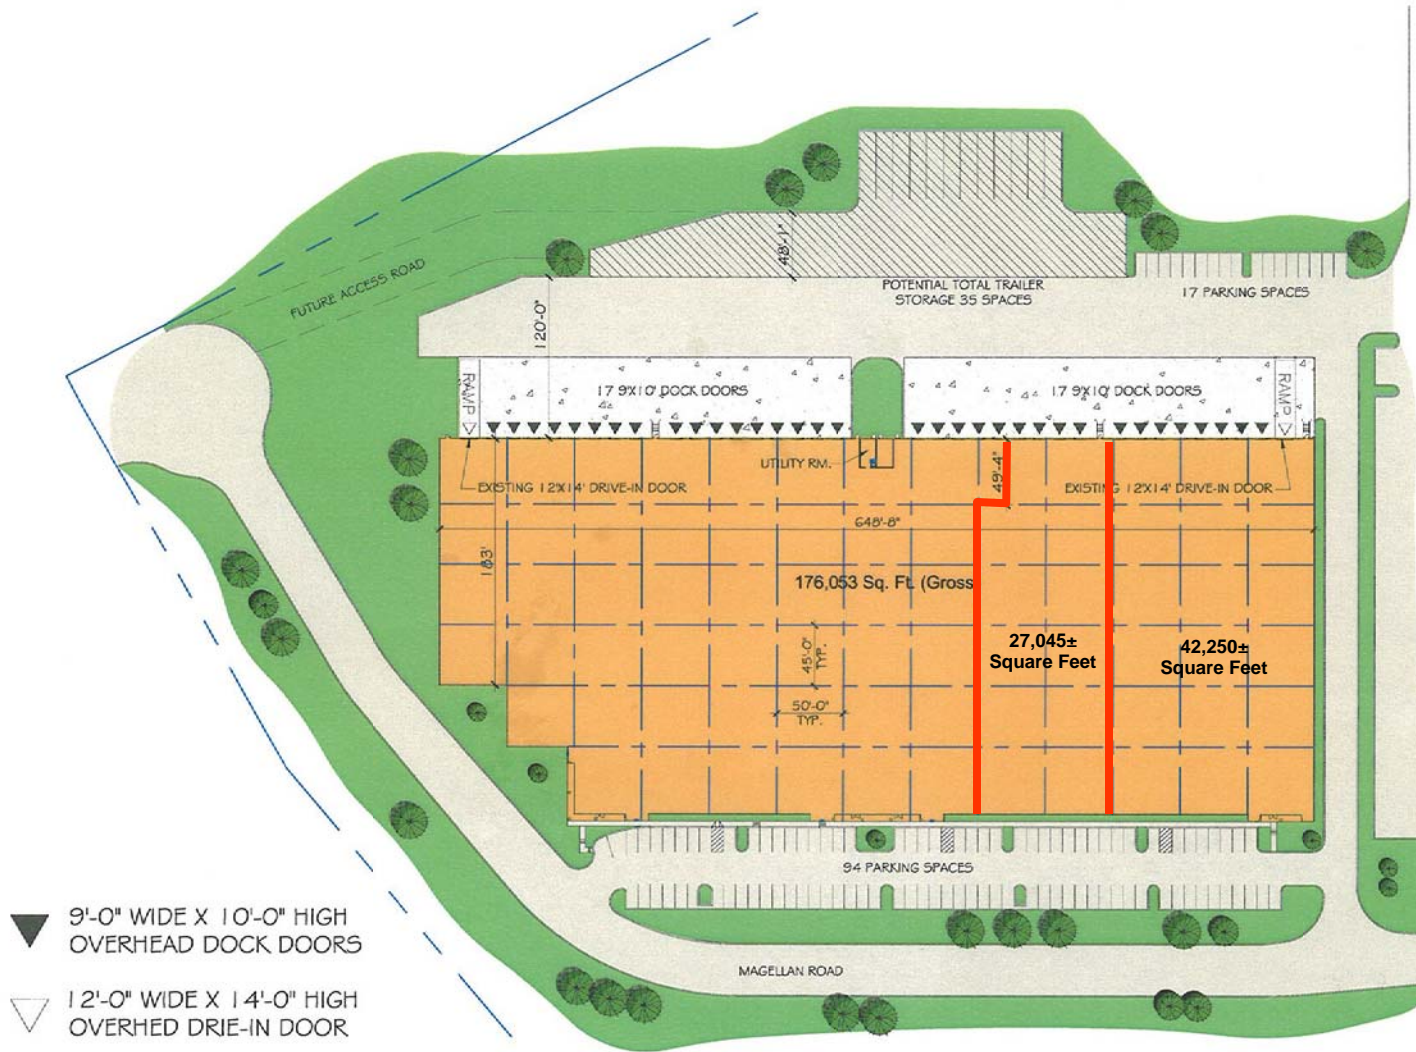 48'-1"
FUTURE ACCESS ROAD
120'-0"
POTENTIAL TOTAL TRAILER
STORAGE 35 SPACES
17 PARKING SPACES
RAMP
17 9'X10' DOCK DOORS
17 9'X10' DOCK DOORS
RAMP
UTILITY RM.
EXISTING 12'X14' DRIVE-IN DOOR
49'-4"
EXISTING 12'X14' DRIVE-IN DOOR
648'-8"
183'
176,053 Sq. Ft. (Gross
45'-0"
TYP.
27,045±
Square Feet
42,250±
Square Feet
50'-0"
TYP.
94 PARKING SPACES
9'-0" WIDE X 10'-0" HIGH
OVERHEAD DOCK DOORS
MAGELLAN ROAD
12'-0" WIDE X 14'-0" HIGH
OVERHED DRIE-IN DOOR